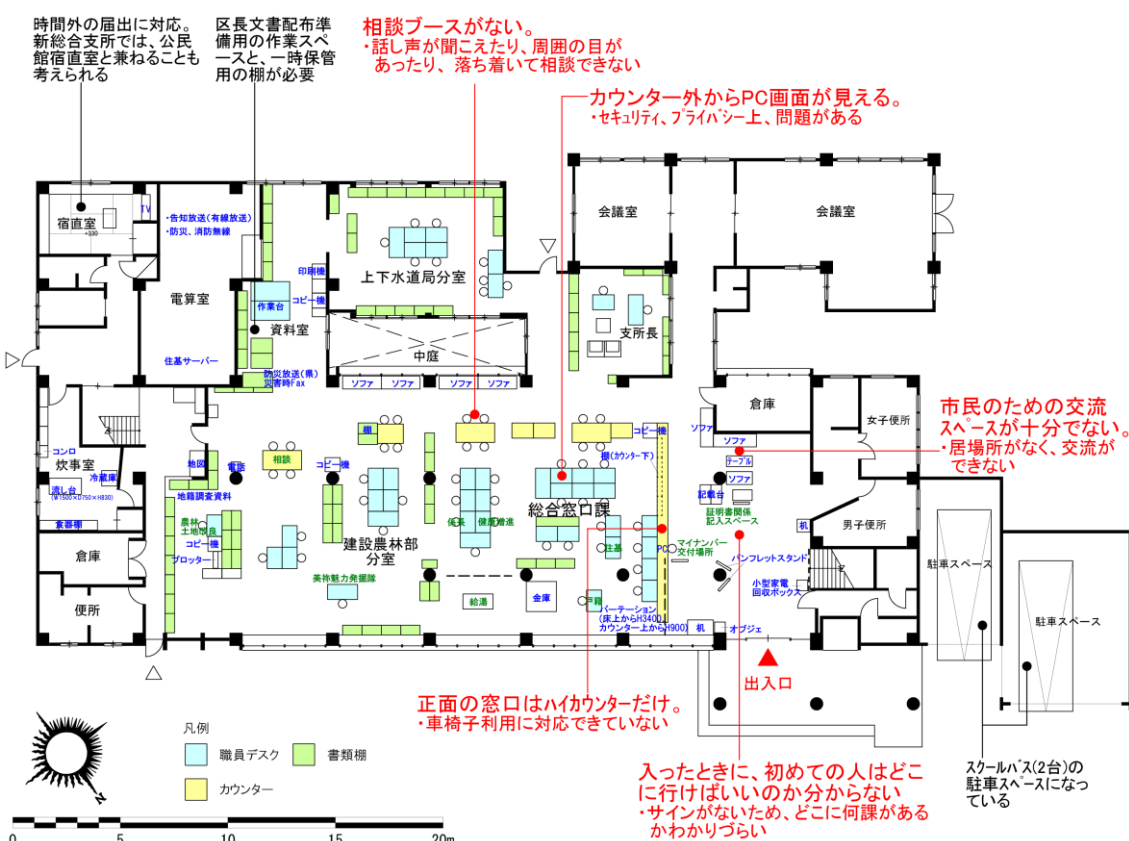 時間外の届出に対応。
新総合支所では、公民
館宿直室と兼ねることも
考えられる
区長文書配布準
備用の作業スペ
ースと、一時保管
用の棚が必要
相談ブースがない。
・話し声が聞こえたり、周囲の目が
あったり、落ち着いて相談できない
カウンター外からPC画面が見える。
・セキュリティ、プライバシー上、問題がある
宿直室
TV
+330
・告知放送(有線放送)
・防災、消防無線
電算室
住基サーバー
印刷機
コピー機
作業台
資料室
防災放送(県)
災害時Fax
上下水道局分室
中庭
ソファ
ソファ
ソファ
ソファ
会議室
会議室
支所長
倉庫
女子便所
男子便所
市民のための交流
スペースが十分でない。
・居場所がなく、交流が
できない
ソファ
ソファ
テーブル
ソファ
記載台
証明書関係
記入スペース
机
マイナンバー
交付場所
パンフレットスタンド
小型家電
回収ボックス
コンロ
炊事室
冷蔵庫
流し台
(W1500×D750×H830)
食器棚
倉庫
便所
地図
地籍調査資料
電話
相談
コピー機
棚
農林
土地改良
コピー機
プロッター
建設農林部
分室
美祢魅力発掘隊
係長
健康増進
給湯
金庫
総合窓口課
コピー機
棚(カウンター下)
住基
PC
戸籍
パーテーション
(床上からH3400、
カウンター上からH900)
机
オブジェ
出入口
駐車スペース
駐車スペース
正面の窓口はハイカウンターだけ。
・車椅子利用に対応できていない
入ったときに、初めての人はどこ
に行けばいいのか分からない
・サインがないため、どこに何課がある
かわかりづらい
スクールバス(2台)の
駐車スペースになっ
ている
凡例
職員デスク
書類棚
カウンター
N
0
5
10
15
20m